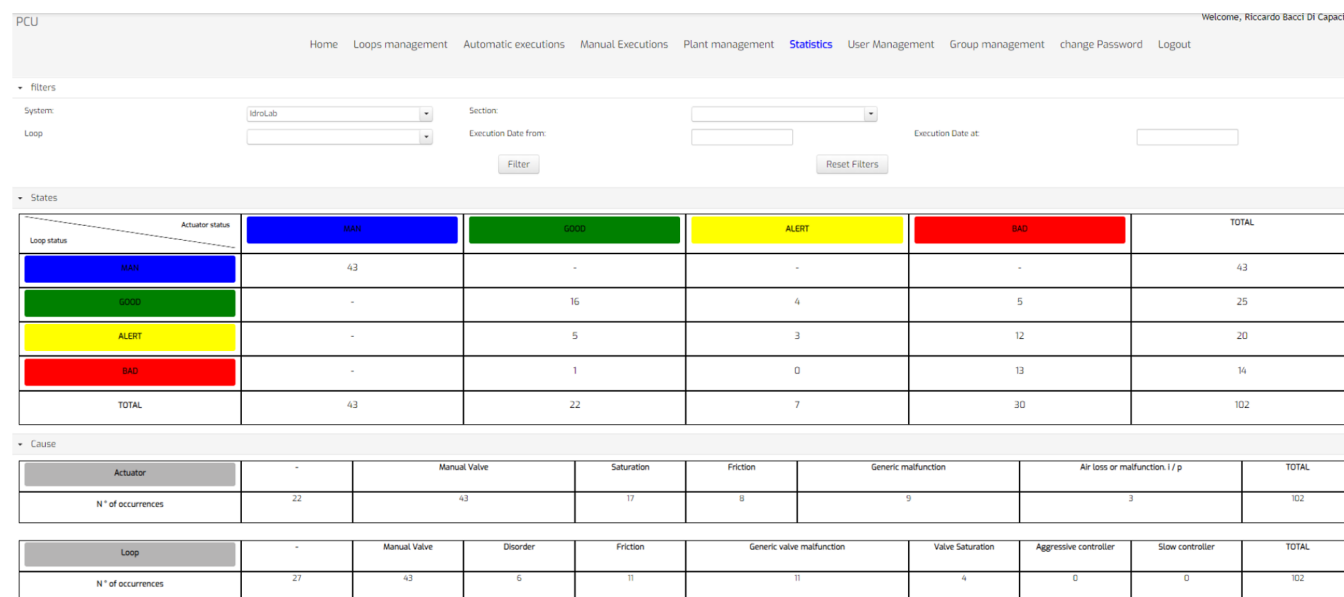 PCU
Welcome, Riccardo Bacci Di Capaci
Home Loops management Automatic executions Manual Executions Plant management Statistics User Management Group management change Password Logout
filters
System: IdroLab Section:
Loop Execution Date from: Execution Date at:
Filter Reset Filters
States
Actuator status
Loop status
MAN GOOD ALERT BAD TOTAL
MAN 43 - - - 43
GOOD - 16 4 5 25
ALERT - 5 3 12 20
BAD - 1 0 13 14
TOTAL 43 22 7 30 102
Cause
Actuator - Manual Valve Saturation Friction Generic malfunction Air loss or malfunction. i / p TOTAL
N ° of occurrences 22 43 17 8 9 3 102
Loop - Manual Valve Disorder Friction Generic valve malfunction Valve Saturation Aggressive controller Slow controller TOTAL
N ° of occurrences 27 43 6 11 11 4 0 0 102